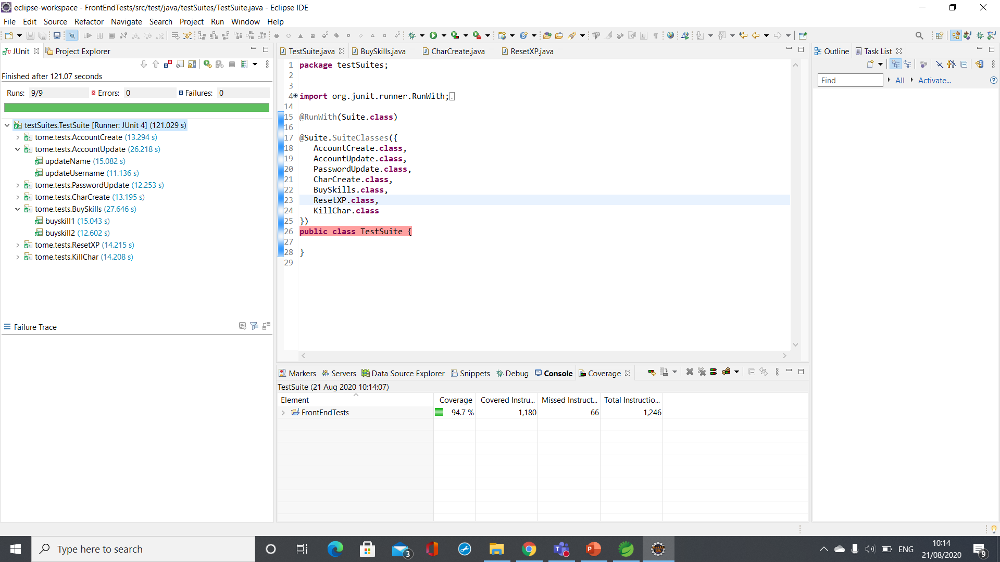 eclipse-workspace - FrontEndTests/src/test/java/testSuites/TestSuite.java - Eclipse IDE
File Edit Source Refactor Navigate Search Project Run Window Help
JUnit Project Explorer
Finished after 121.07 seconds
Runs: 9/9 Errors: 0 Failures: 0
testSuites.TestSuite [Runner: JUnit 4] (121.029 s)
tome.tests.AccountCreate (13.294 s)
tome.tests.AccountUpdate (26.218 s)
updateName (15.082 s)
updateUsername (11.136 s)
tome.tests.PasswordUpdate (12.253 s)
tome.tests.CharCreate (13.195 s)
tome.tests.BuySkills (27.646 s)
buyskill1 (15.043 s)
buyskill2 (12.602 s)
tome.tests.ResetXP (14.215 s)
tome.tests.KillChar (14.208 s)
Failure Trace
TestSuite.java BuySkills.java CharCreate.java ResetXP.java
1 package testSuites;
2
3
4 import org.junit.runner.RunWith;
14
15 @RunWith(Suite.class)
16
17 @Suite.SuiteClasses({
18 AccountCreate.class,
19 AccountUpdate.class,
20 PasswordUpdate.class,
21 CharCreate.class,
22 BuySkills.class,
23 ResetXP.class,
24 KillChar.class
25 })
26 public class TestSuite {
27
28 }
29
Markers Servers Data Source Explorer Snippets Debug Console Coverage
TestSuite (21 Aug 2020 10:14:07)
Element Coverage Covered Instru... Missed Instruct... Total Instructio...
FrontEndTests 94.7 % 1,180 66 1,246
Outline Task List
Find All Activate...
Type here to search
3
ENG
10:14
21/08/2020
9